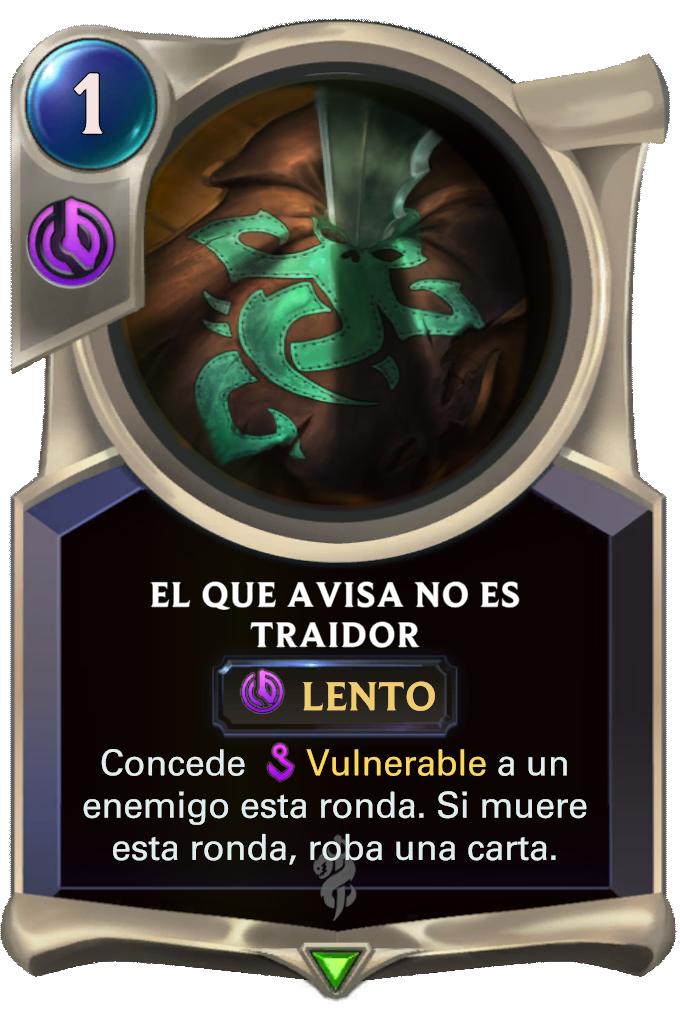 1
EL QUE AVISA NO ES
TRAIDOR
LENTO
Concede Vulnerable a un
enemigo esta ronda. Si muere
esta ronda, roba una carta.